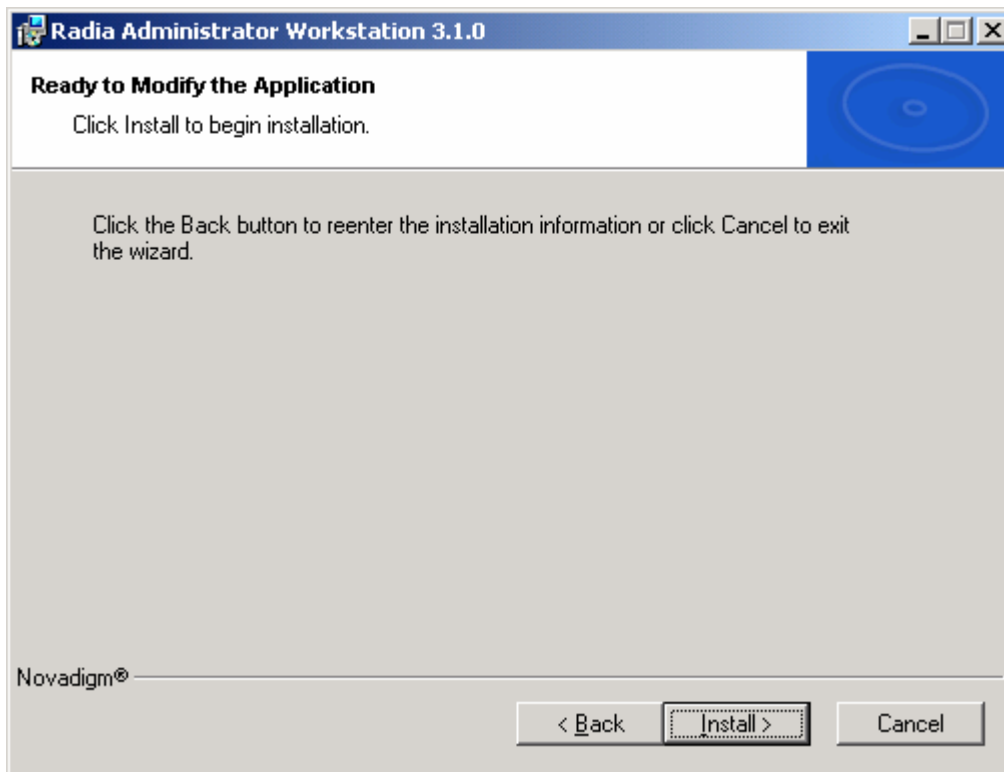 Radia Administrator Workstation 3.1.0
Ready to Modify the Application
Click Install to begin installation.
Click the Back button to reenter the installation information or click Cancel to exit
the wizard.
Novadigm®
< Back
Install >
Cancel